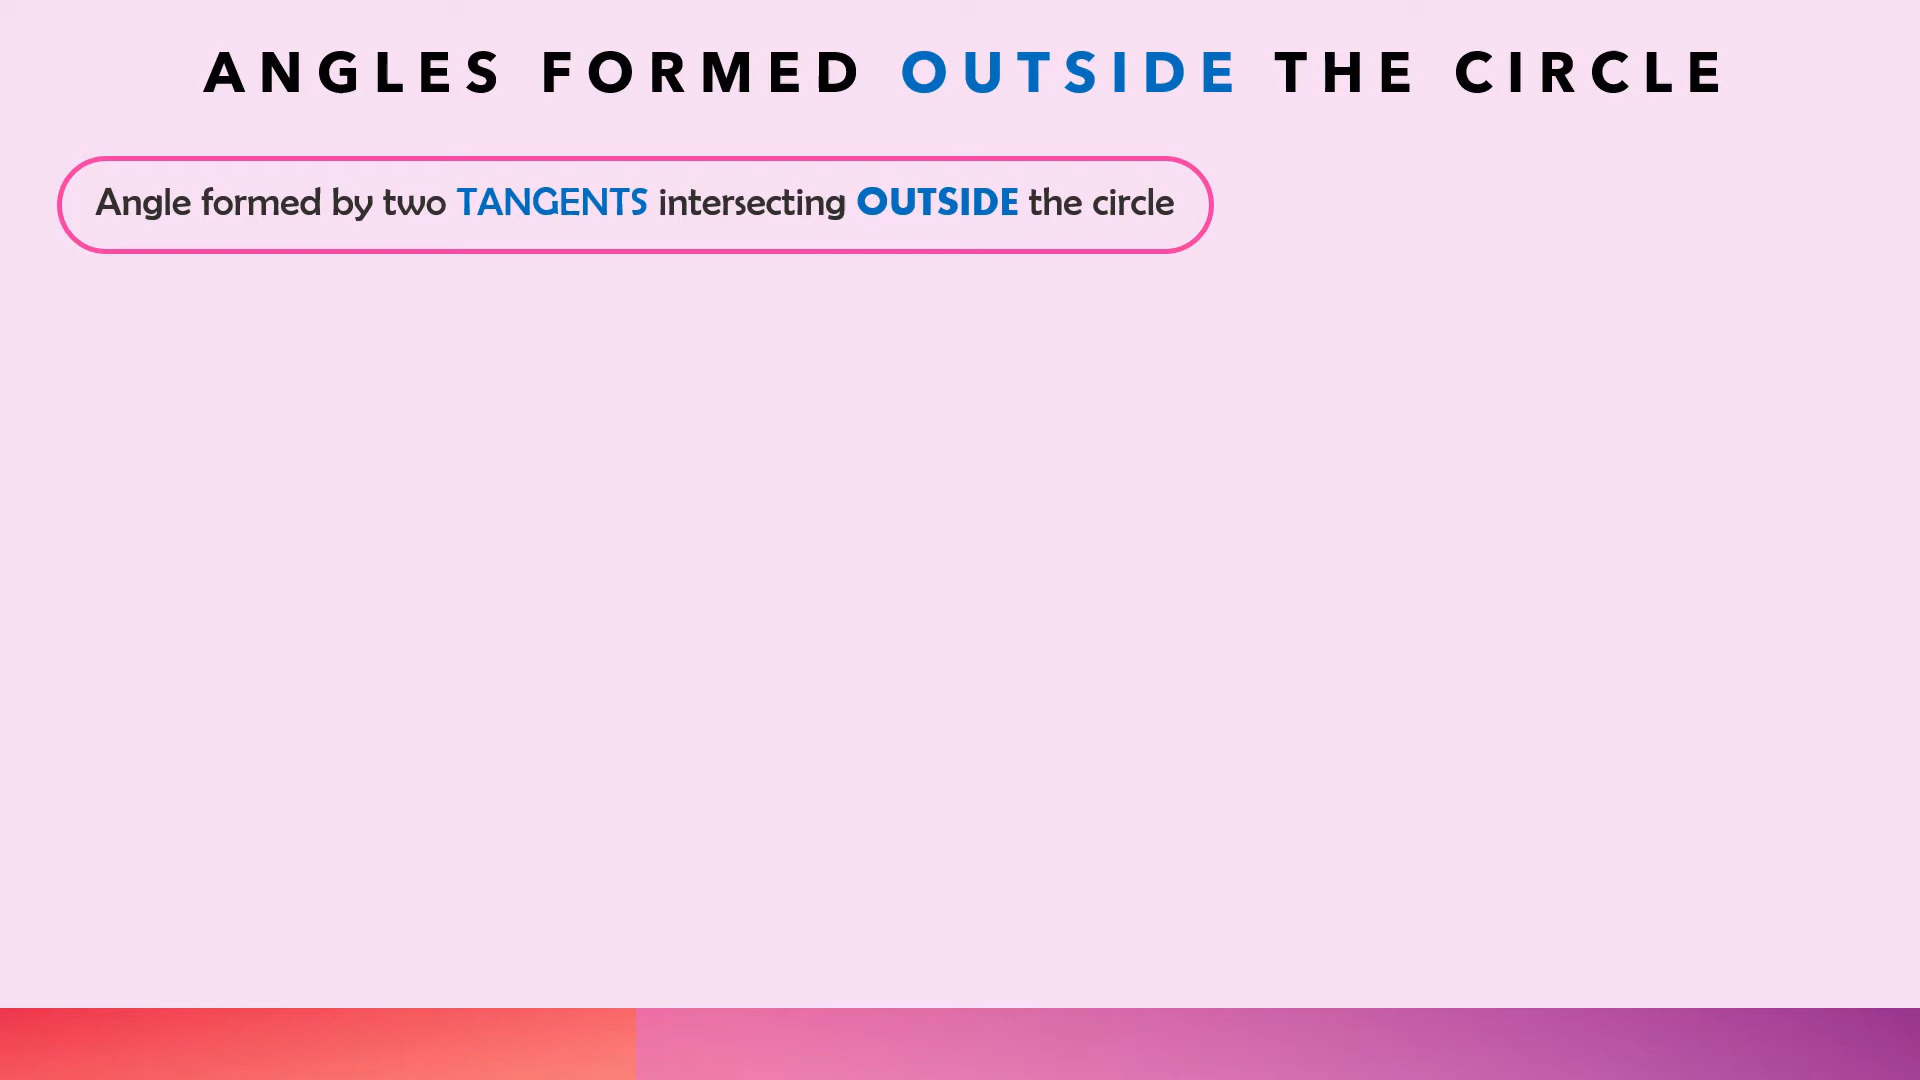 ANGLES FORMED OUTSIDE THE CIRCLE
Angle formed by two TANGENTS intersecting OUTSIDE the circle